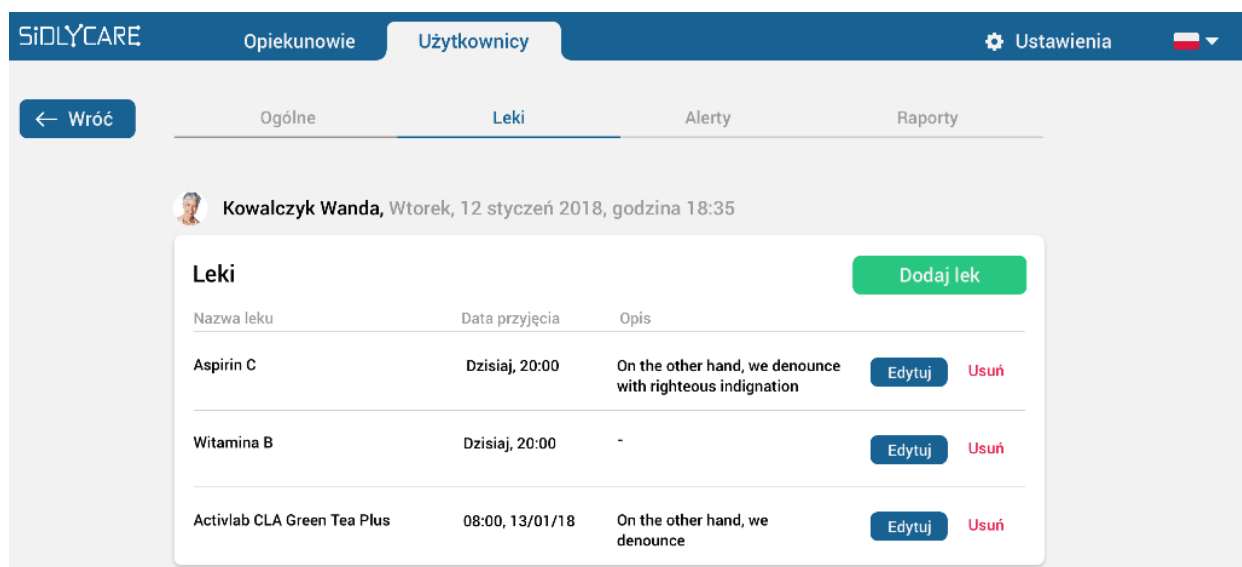 SiDLYCARE Opiekunowie Użytkownicy Ustawienia
Wróć Ogólne Leki Alerty Raporty
Kowalczyk Wanda, Wtorek, 12 styczeń 2018, godzina 18:35
Leki Dodaj lek
Nazwa leku Data przyjęcia Opis
Aspirin C Dzisiaj, 20:00 On the other hand, we denounce
with righteous indignation
Edytuj Usuń
Witamina B Dzisiaj, 20:00 - Edytuj Usuń
Activlab CLA Green Tea Plus 08:00, 13/01/18 On the other hand, we
denounce
Edytuj Usuń